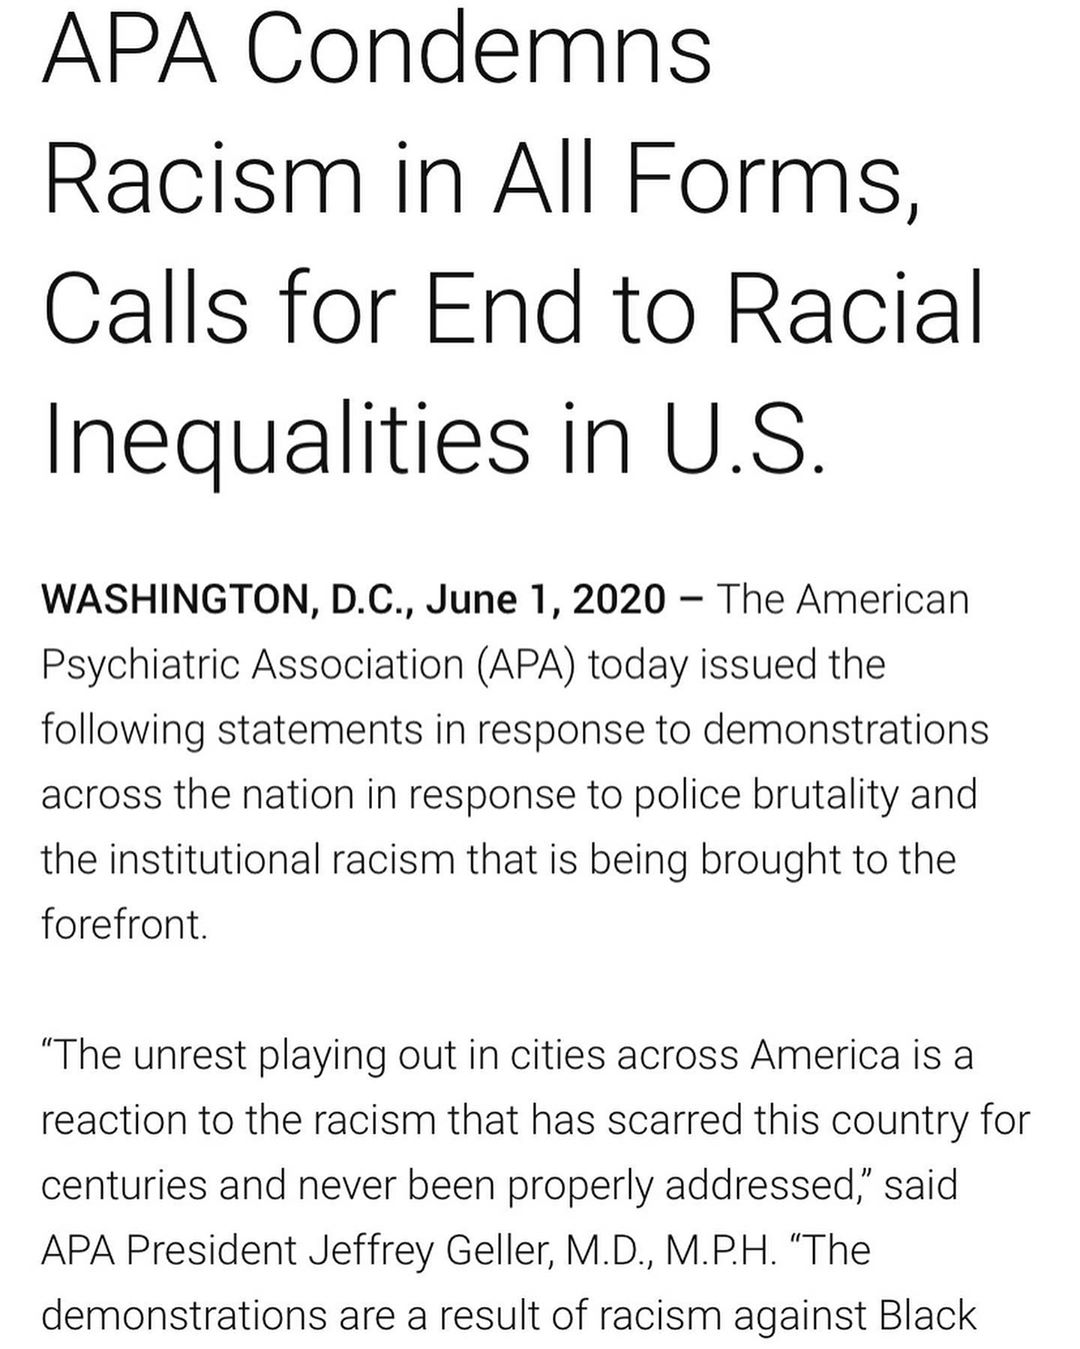 APA Condemns
Racism in All Forms,
Calls for End to Racial
Inequalities in U.S.
WASHINGTON, D.C., June 1, 2020 – The American
Psychiatric Association (APA) today issued the
following statements in response to demonstrations
across the nation in response to police brutality and
the institutional racism that is being brought to the
forefront.
“The unrest playing out in cities across America is a
reaction to the racism that has scarred this country for
centuries and never been properly addressed,” said
APA President Jeffrey Geller, M.D., M.P.H. “The
demonstrations are a result of racism against Black